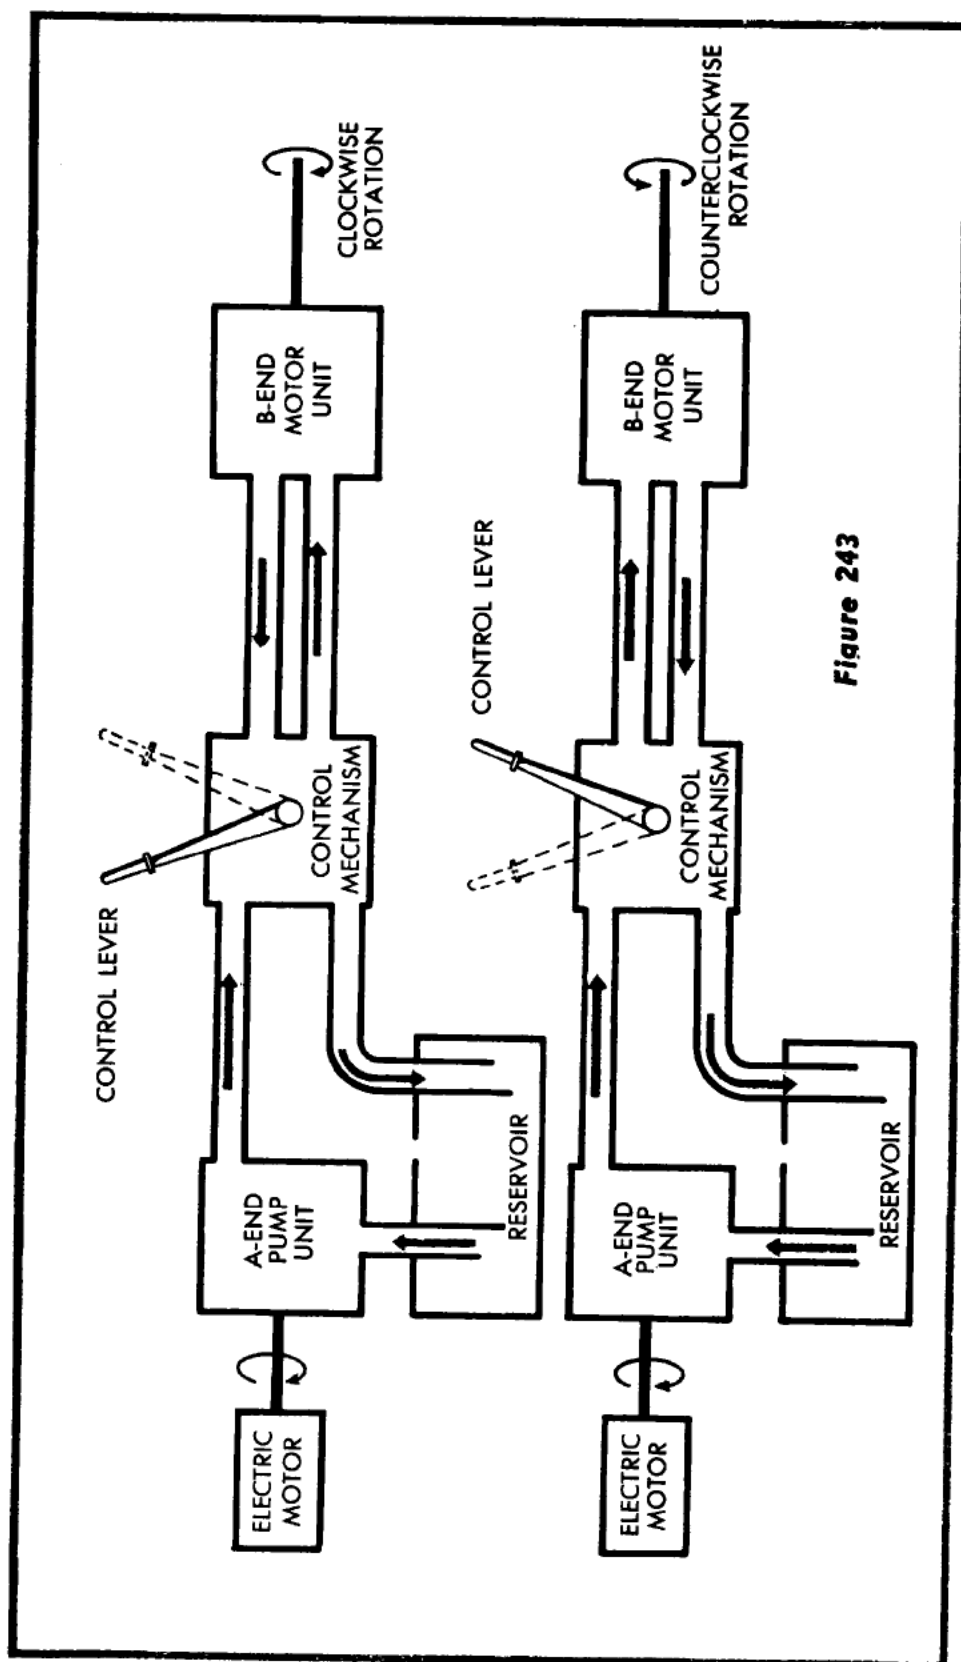 CONTROL LEVER
ELECTRIC
MOTOR
A-END
PUMP
UNIT
RESERVOIR
CONTROL
MECHANISM
B-END
MOTOR
UNIT
CLOCKWISE
ROTATION
CONTROL LEVER
ELECTRIC
MOTOR
A-END
PUMP
UNIT
RESERVOIR
CONTROL
MECHANISM
B-END
MOTOR
UNIT
COUNTERCLOCKWISE
ROTATION
Figure 243